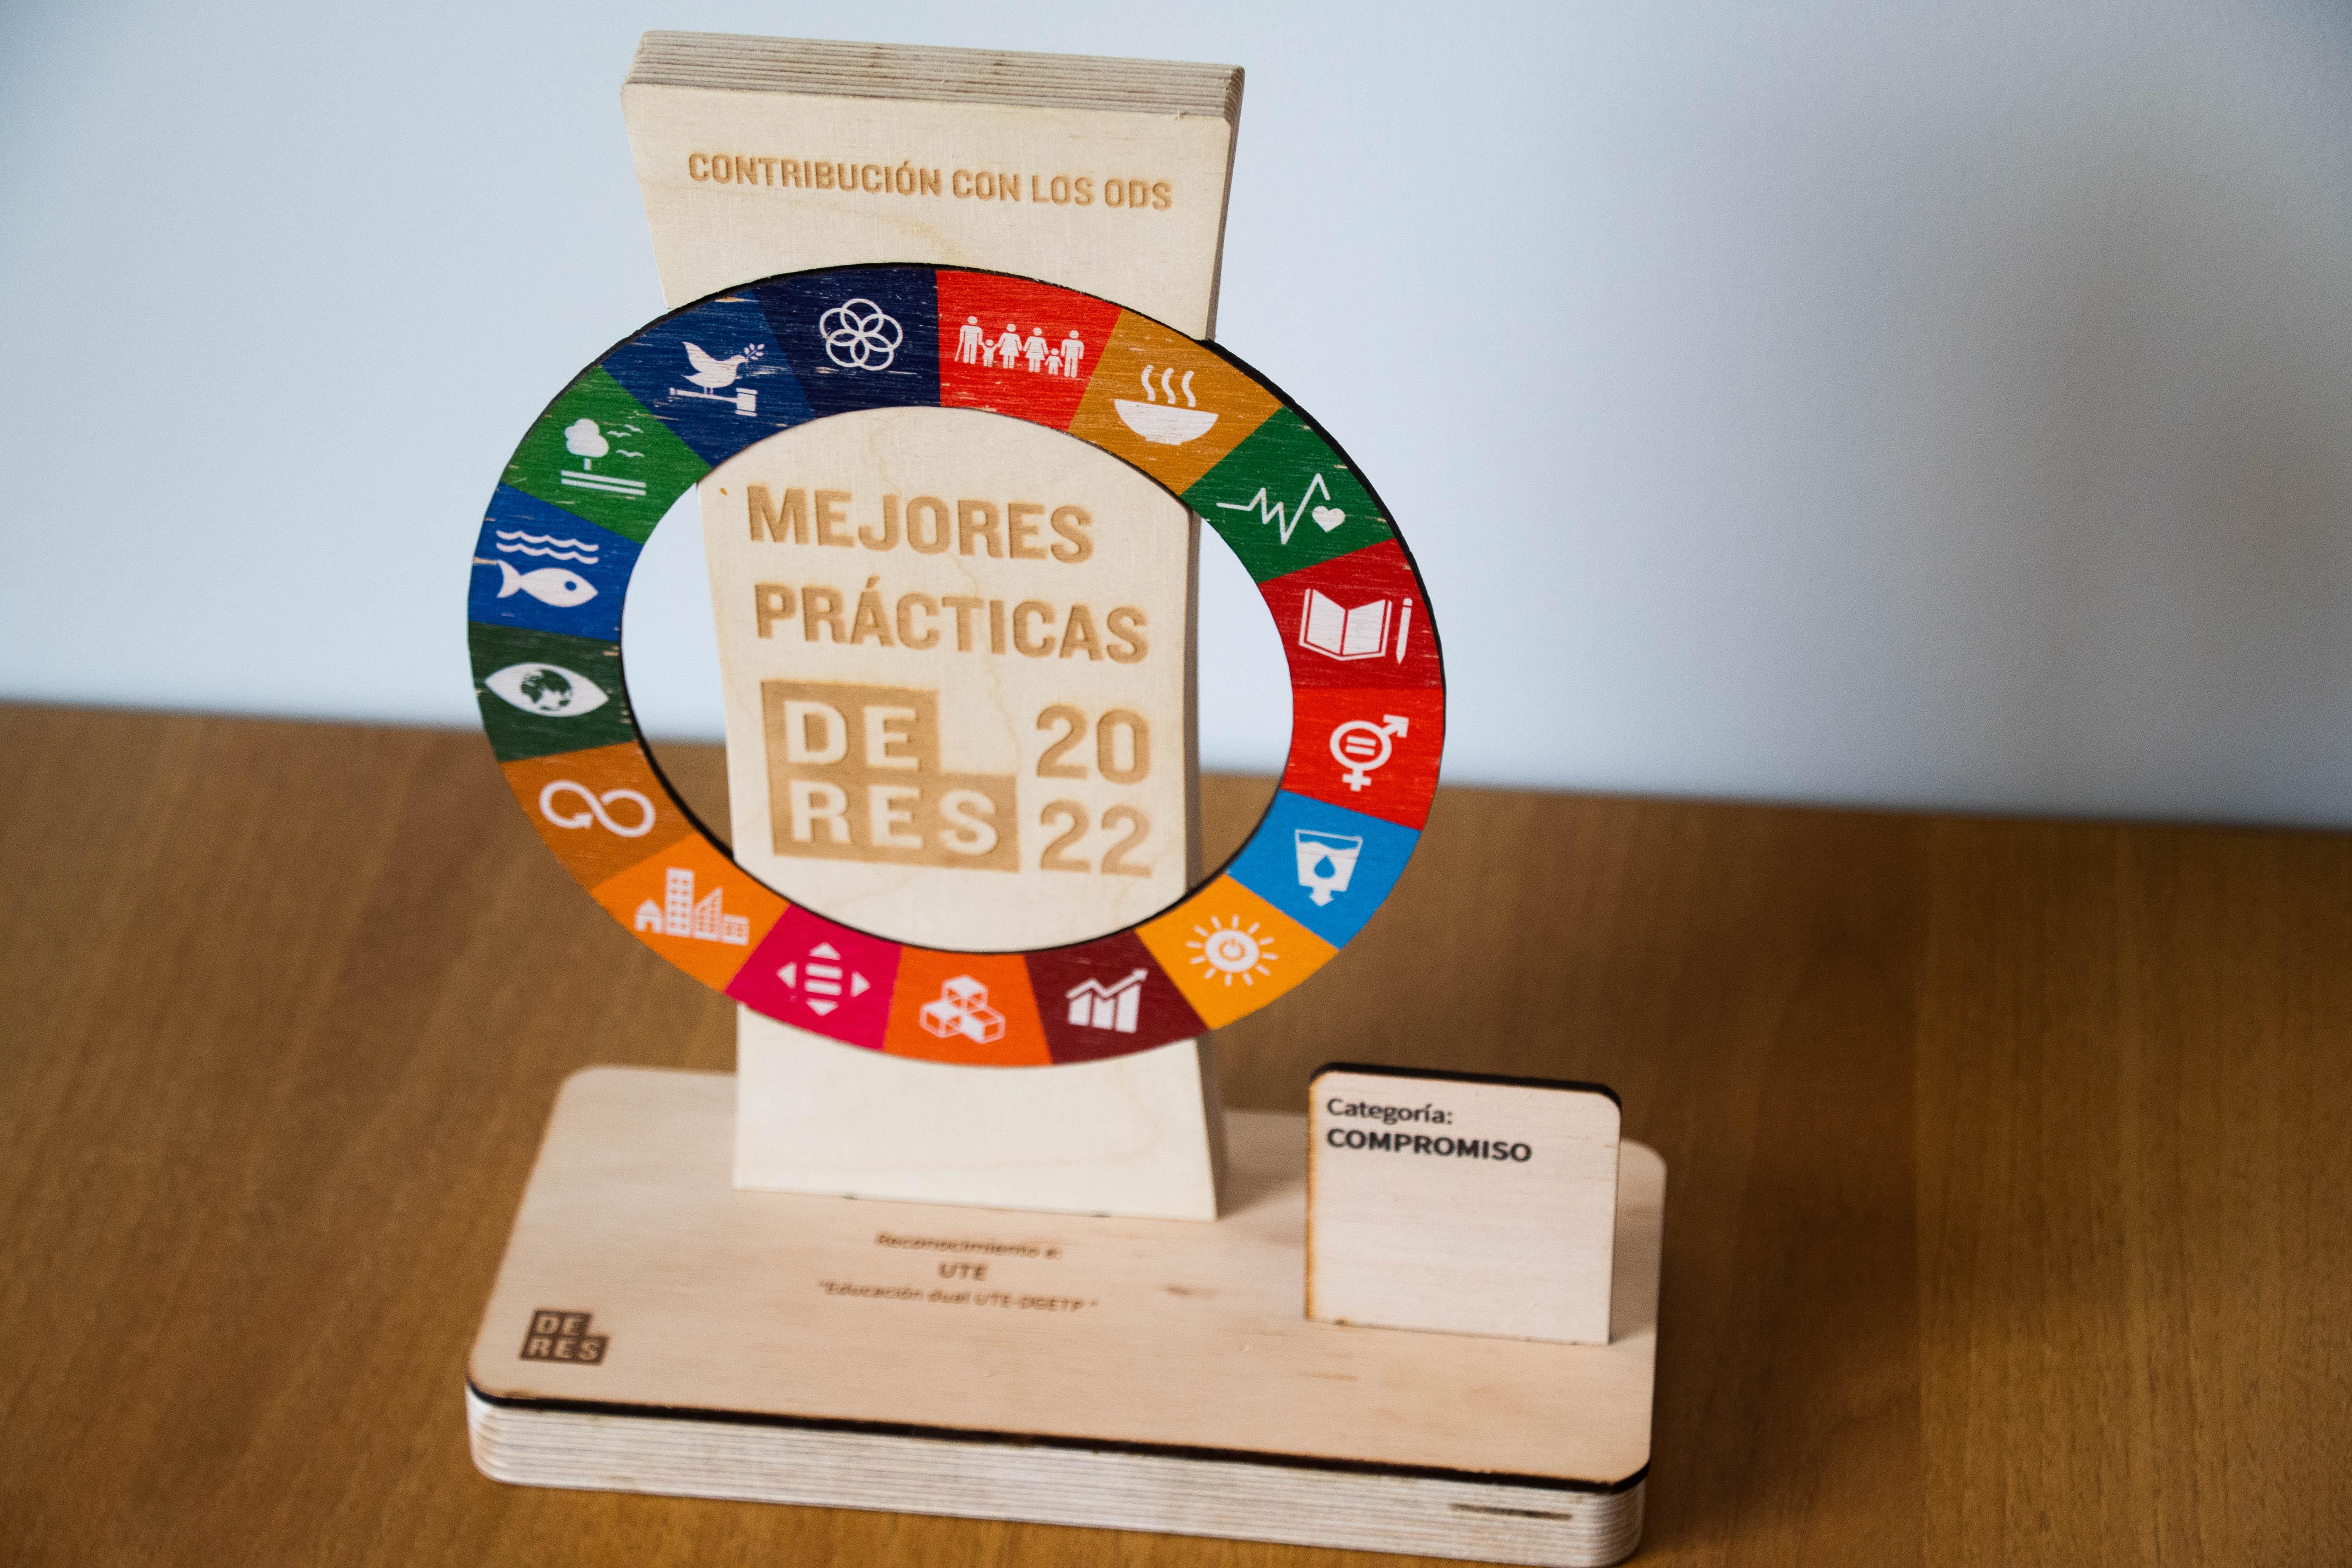 CONTRIBUCIÓN CON LOS ODS
MEJORES
PRÁCTICAS
DE
RES
20
22
Categoría:
COMPROMISO
Reconocimiento a:
UTE
"Educación dual UTE-DGETP"
DE
RES